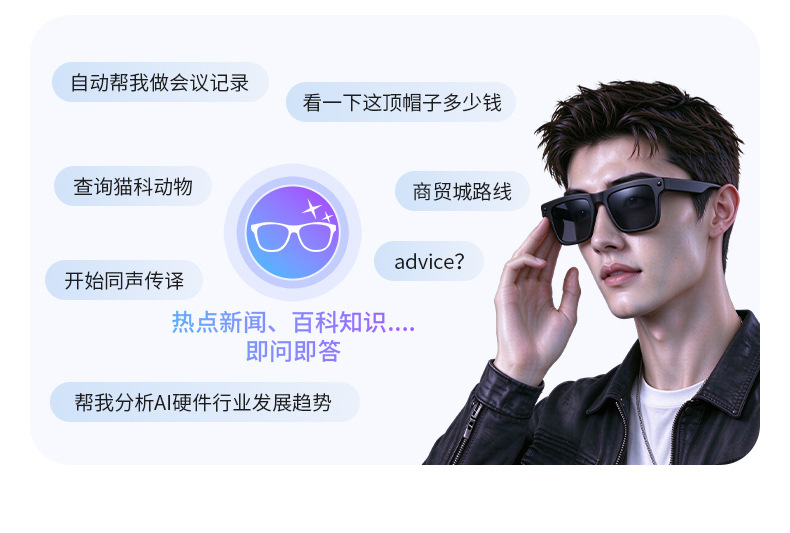 自动帮我做会议记录
看一下这顶帽子多少钱
查询猫科动物
商贸城路线
advice?
开始同声传译
热点新闻、百科知识....
即问即答
帮我分析AI硬件行业发展趋势